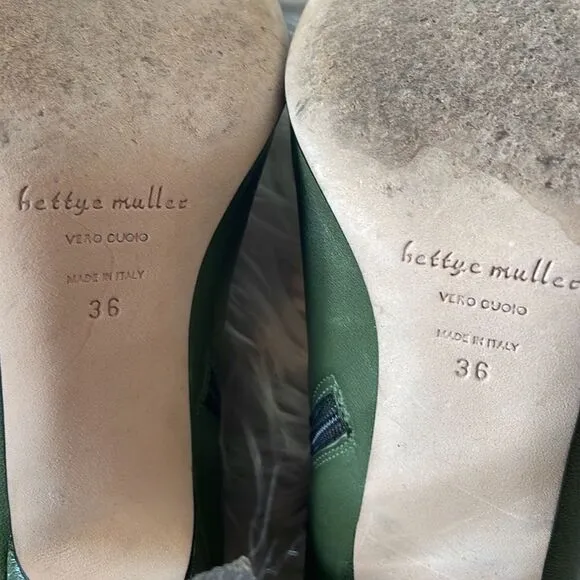 bettye muller
VERO CUOIO
MADE IN ITALY
36
bettye muller
VERO CUOIO
MADE IN ITALY
36